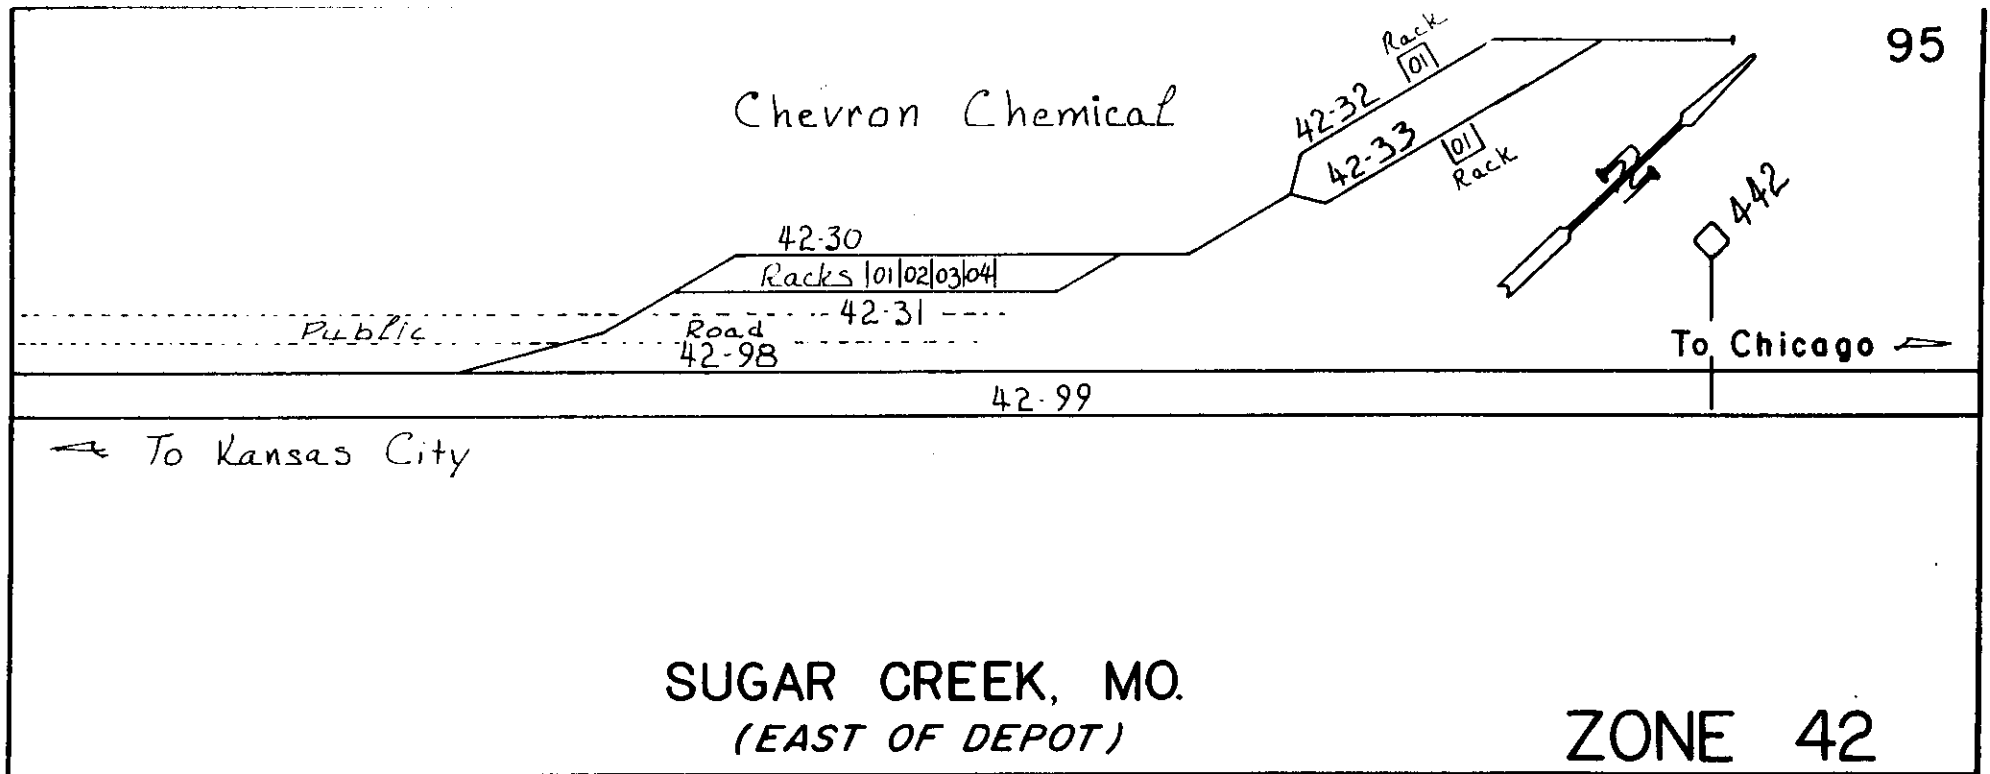 95
Rack
01
42-32
Chevron Chemical
42-33
01
Rack
N
442
42-30
Racks |01|02|03|04|
42-31
Public Road
42-98
To Chicago
42-99
To Kansas City
SUGAR CREEK, MO.
(EAST OF DEPOT)
ZONE 42